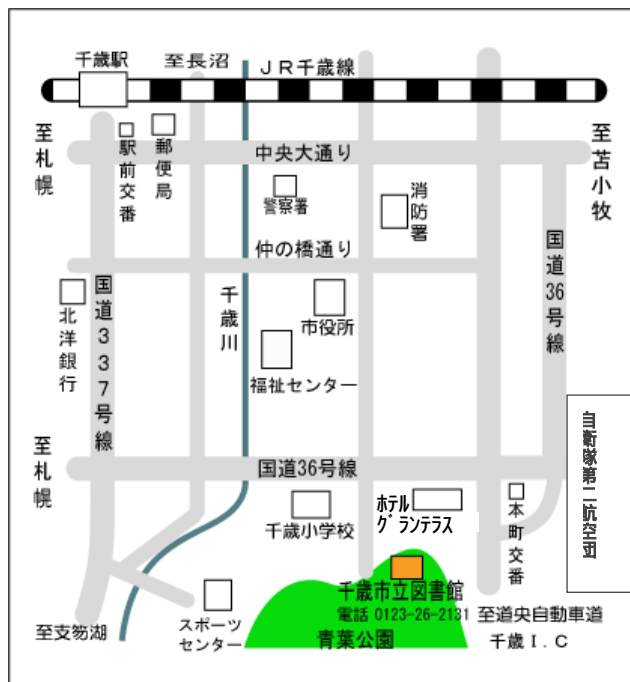 千歳駅
至長沼
JR千歳線
至札幌
駅前交番
郵便局
中央大通り
至苫小牧
警察署
消防署
仲の橋通り
国道36号線
北洋銀行
国道337号線
千歳川
市役所
福祉センター
自衛隊第二航空団
至札幌
国道36号線
千歳小学校
ホテル
グランテラス
本町交番
千歳市立図書館
電話 0123-26-2131
至道央自動車道
千歳I.C
至支笏湖
スポーツ
センター
青葉公園